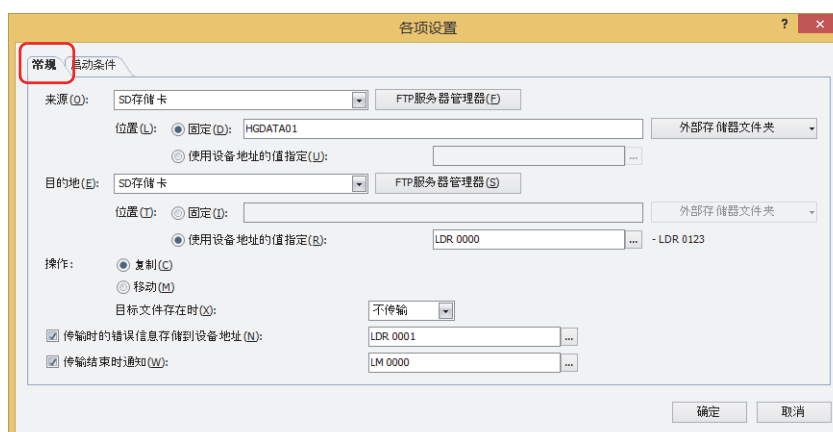 各项设置
? ×
常规 启动条件
来源(O): SD存储卡 FTP服务器管理器(F)
位置(L): 固定(D): HGDATA01 外部存储器文件夹
使用设备地址的值指定(U): ...
目的地(E): SD存储卡 FTP服务器管理器(S)
位置(T): 固定(I): 外部存储器文件夹
使用设备地址的值指定(R): LDR 0000 ... - LDR 0123
操作: 复制(C)
移动(M)
目标文件存在时(X): 不传输
传输时的错误信息存储到设备地址(N): LDR 0001 ...
传输结束时通知(W): LM 0000 ...
确定 取消